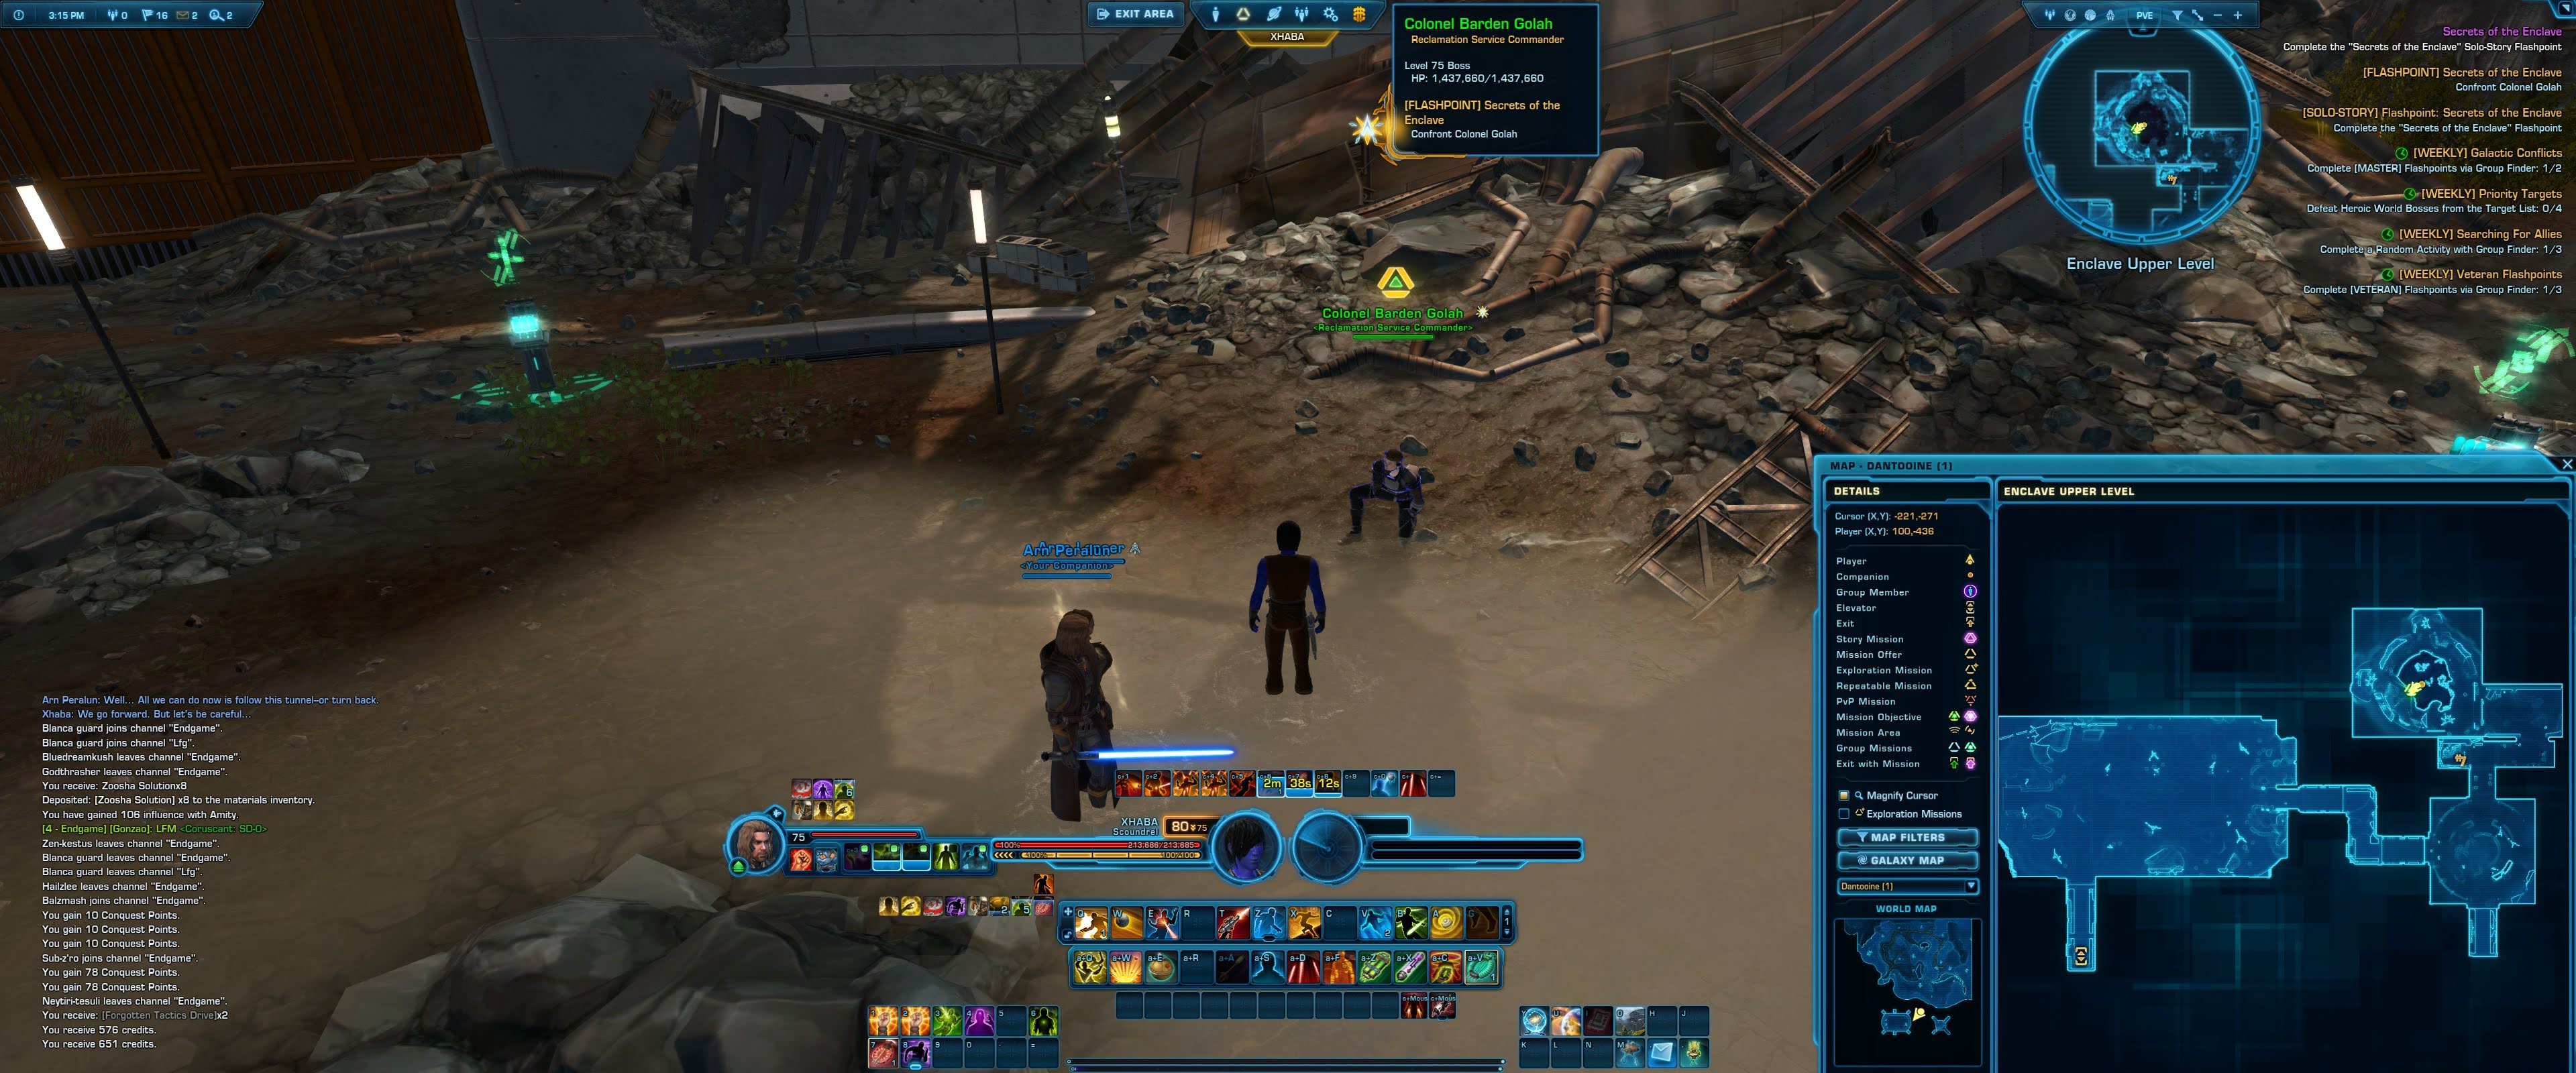 3:15 PM
0
16
2
2
EXIT AREA
XHABA
Colonel Barden Golah
Reclamation Service Commander
Level 75 Boss
HP: 1,437,660/1,437,660
[FLASHPOINT] Secrets of the
Enclave
Confront Colonel Golah
PVE
Secrets of the Enclave
Complete the "Secrets of the Enclave" Solo-Story Flashpoint
[FLASHPOINT] Secrets of the Enclave
Confront Colonel Golah
[SOLO-STORY] Flashpoint: Secrets of the Enclave
Complete the "Secrets of the Enclave" Flashpoint
[WEEKLY] Galactic Conflicts
Complete [MASTER] Flashpoints via Group Finder: 1/2
[WEEKLY] Priority Targets
Defeat Heroic World Bosses from the Target List: 0/4
[WEEKLY] Searching For Allies
Complete a Random Activity with Group Finder: 1/3
[WEEKLY] Veteran Flashpoints
Complete [VETERAN] Flashpoints via Group Finder: 1/3
Enclave Upper Level
Colonel Barden Golah
<Reclamation Service Commander>
Arn Peralun
<Your Companion>
Arn Peralun: Well... All we can do now is follow this tunnel–or turn back.
Xhaba: We go forward. But let's be careful...
Blanca guard joins channel "Endgame".
Blanca guard joins channel "Lfg".
Bluedreamkush leaves channel "Endgame".
Godthrasher leaves channel "Endgame".
You receive: Zoosha Solutionx8
Deposited: [Zoosha Solution] x8 to the materials inventory.
You have gained 106 influence with Amity.
[4 - Endgame] [Gonzao]: LFM <Coruscant: SD-0>
Zen-kestus leaves channel "Endgame".
Blanca guard leaves channel "Endgame".
Blanca guard leaves channel "Lfg".
Hailzlee leaves channel "Endgame".
Balzmash joins channel "Endgame".
You gain 10 Conquest Points.
You gain 10 Conquest Points.
You gain 10 Conquest Points.
Sub-z'ro joins channel "Endgame".
You gain 78 Conquest Points.
You gain 78 Conquest Points.
Neytiri-tesuli leaves channel "Endgame".
You receive: [Forgotten Tactics Drive]x2
You receive 576 credits.
You receive 651 credits.
2m
38s
12s
XHABA
Scoundrel
80
75
75
100%
213,686/213,685
100%
100/100
MAP - DANTOOINE (1)
DETAILS
ENCLAVE UPPER LEVEL
Cursor (X,Y): -221,-271
Player (X,Y): 100,-436
Player
Companion
Group Member
Elevator
Exit
Story Mission
Mission Offer
Exploration Mission
Repeatable Mission
PvP Mission
Mission Objective
Mission Area
Group Missions
Exit with Mission
Magnify Cursor
Exploration Missions
MAP FILTERS
GALAXY MAP
Dantooine (1)
WORLD MAP